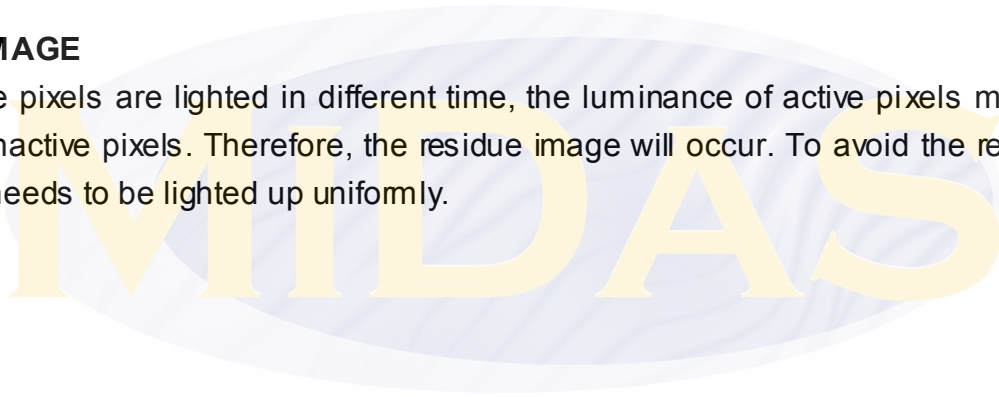 MAGE
e pixels are lighted in different time, the luminance of active pixels m
nactive pixels. Therefore, the residue image will occur. To avoid the re
needs to be lighted up uniformly.
MIDAS